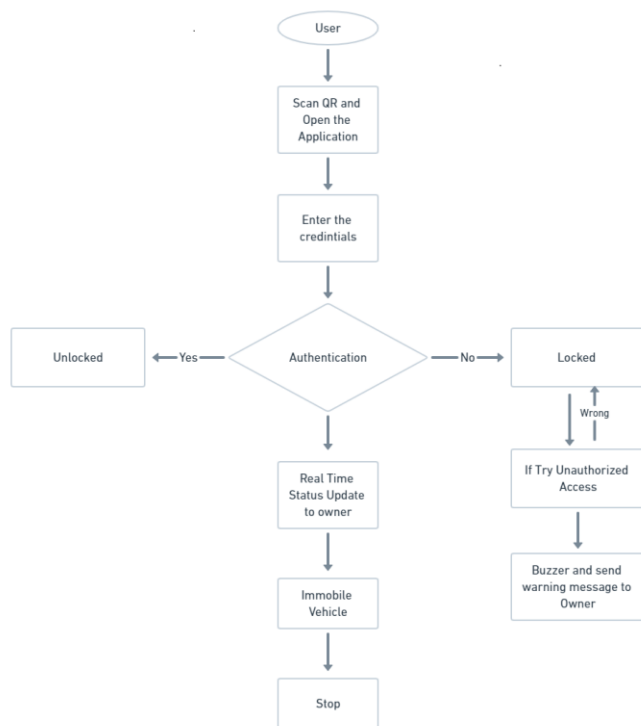 User
Scan QR and
Open the
Application
Enter the
credintials
Authentication
Yes
Unlocked
No
Locked
Wrong
If Try Unauthorized
Access
Buzzer and send
warning message to
Owner
Real Time
Status Update
to owner
Immobile
Vehicle
Stop